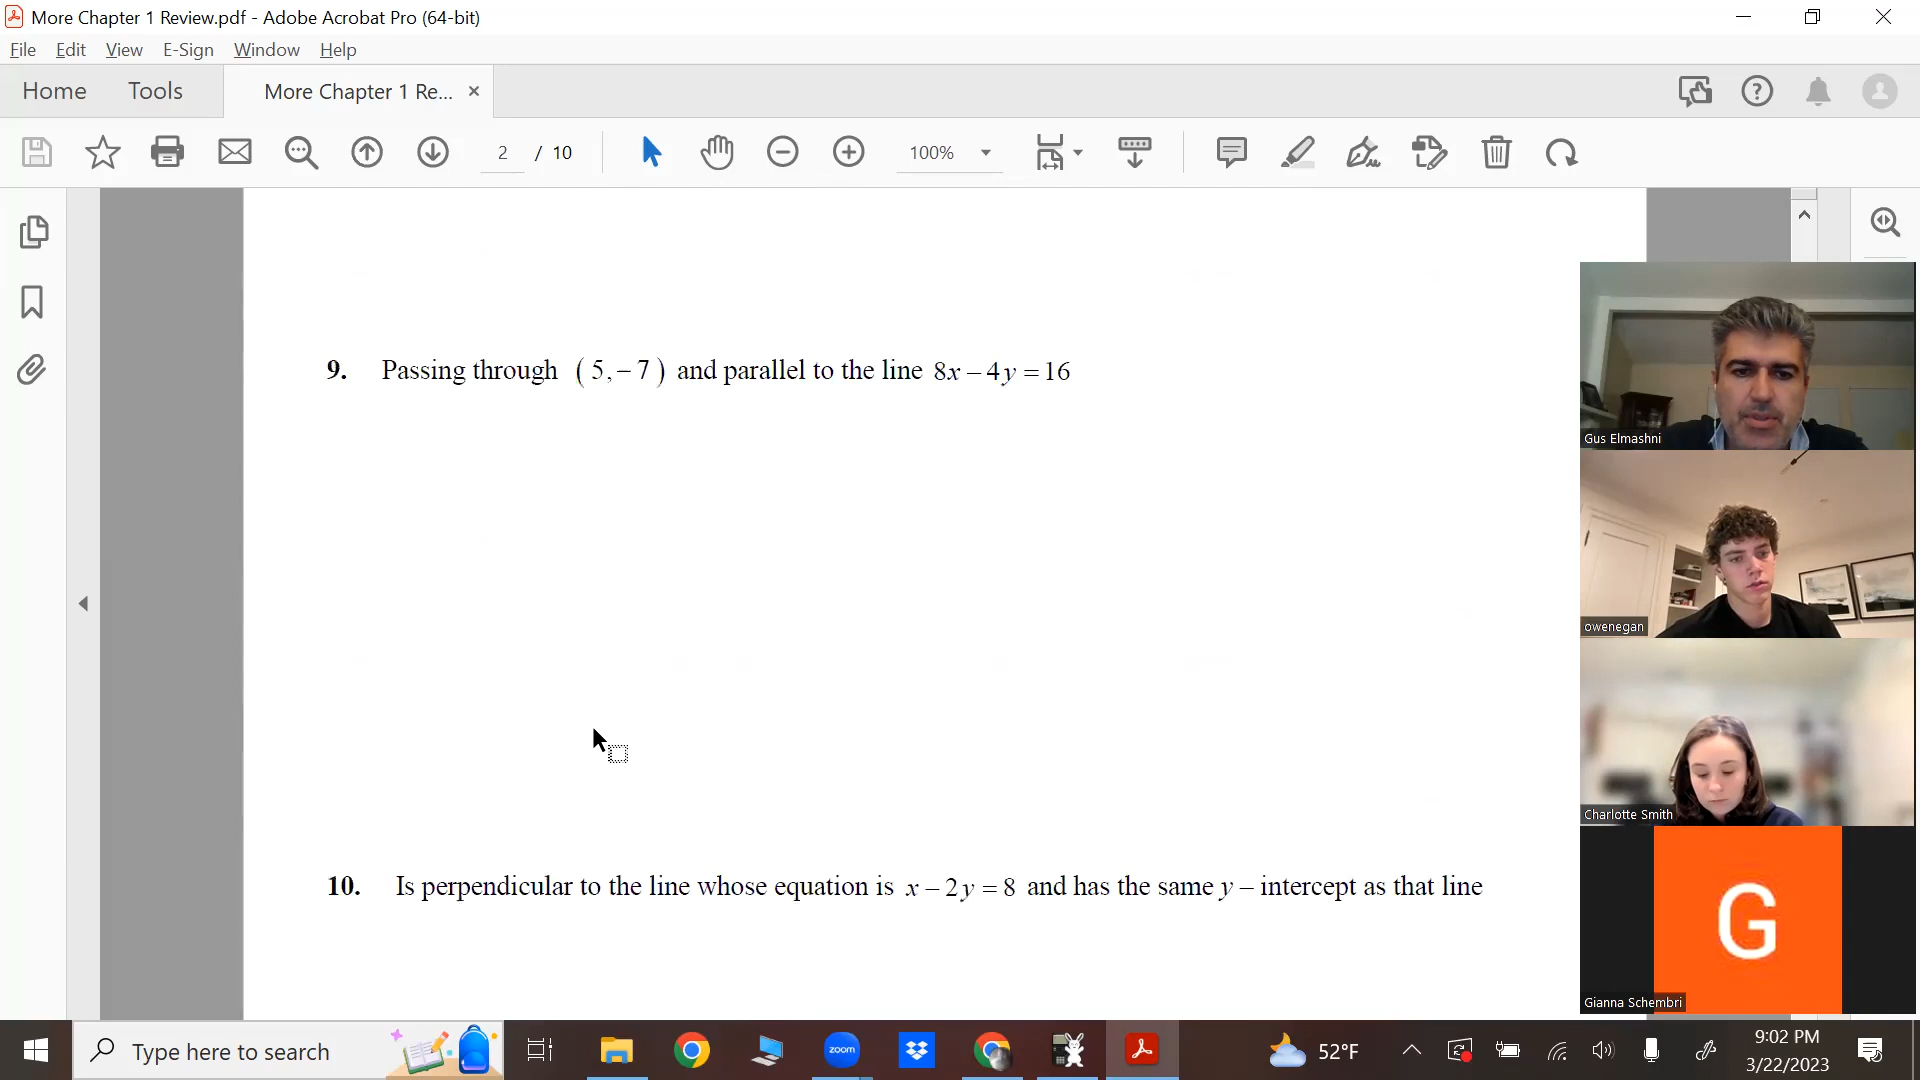 More Chapter 1 Review.pdf - Adobe Acrobat Pro (64-bit)
File Edit View E-Sign Window Help
Home Tools More Chapter 1 Re...
2 / 10 100%
9. Passing through (5,−7) and parallel to the line 8x−4y=16
Gus Elmashni
owenegan
Charlotte Smith
10. Is perpendicular to the line whose equation is x−2y=8 and has the same y−intercept as that line
G
Gianna Schembri
Type here to search
zoom
52°F
9:02 PM
3/22/2023